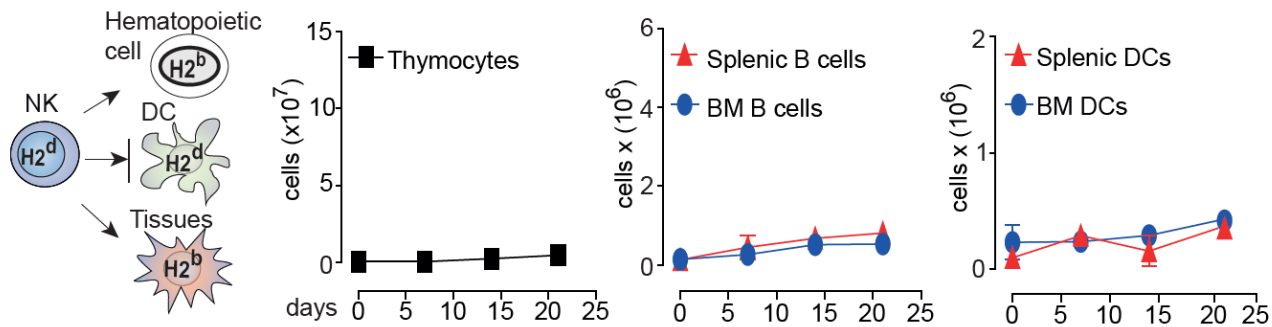 Hematopoietic
cell
H2ᵇ
NK
DC
H2ᵈ
H2ᵈ
Tissues
H2ᵇ
15
10
5
0
cells (x10⁷)
Thymocytes
days
0 5 10 15 20 25
6
4
2
0
cells x (10⁶)
Splenic B cells
BM B cells
0 5 10 15 20 25
2
1
0
cells x (10⁶)
Splenic DCs
BM DCs
0 5 10 15 20 25